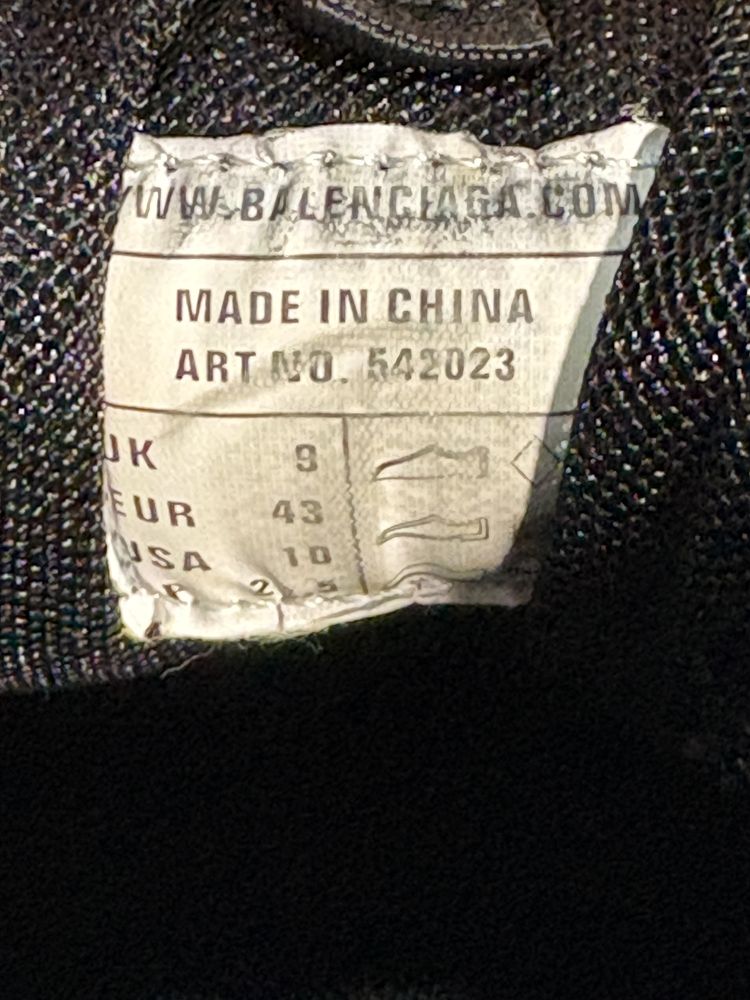 WWW.BALENCIAGA.COM
MADE IN CHINA
ART NO. 542023
UK 9
EUR 43
USA 10